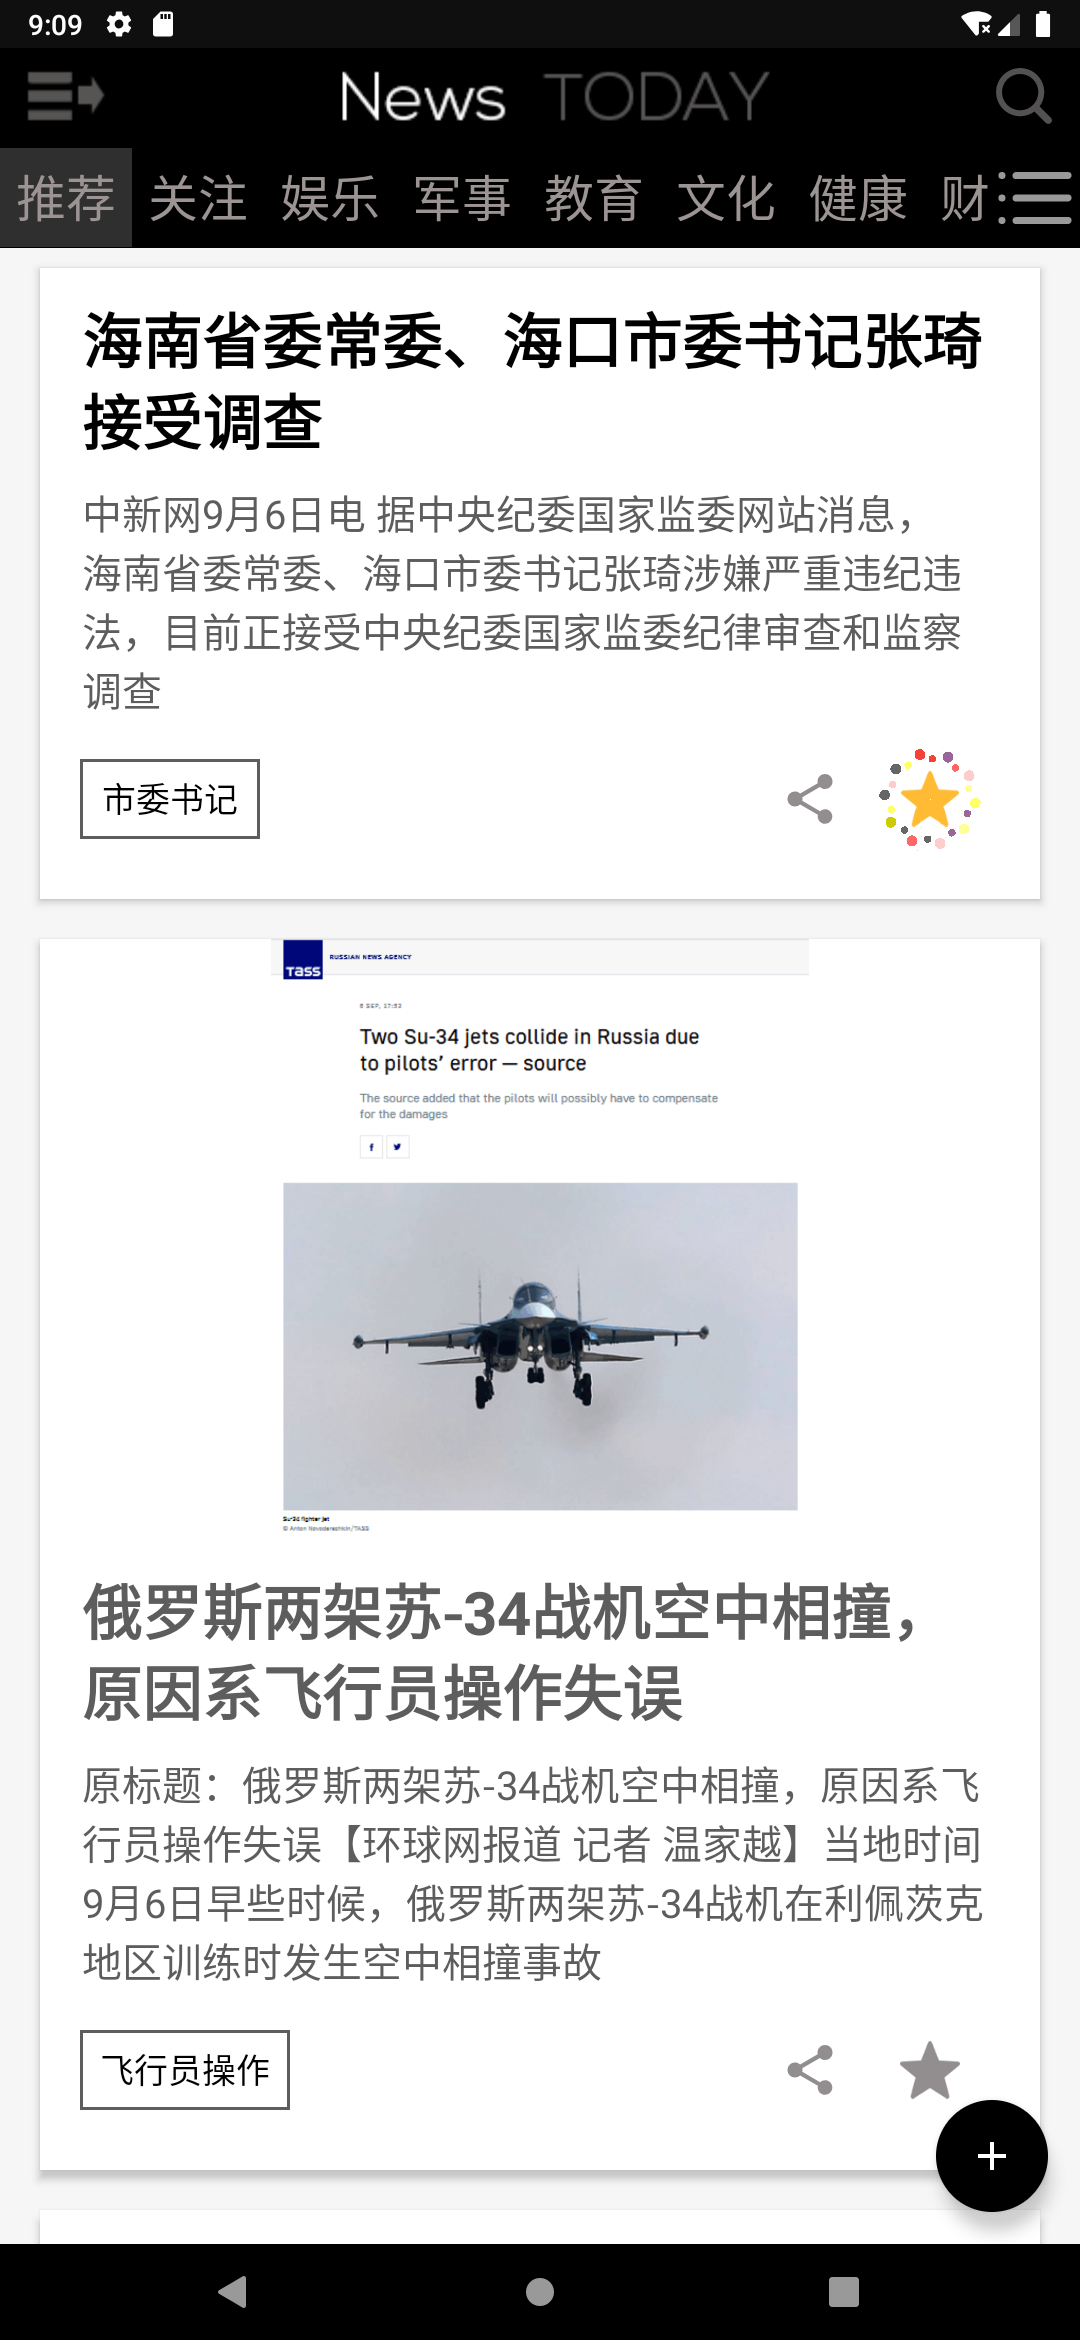 9:09
News TODAY
推荐 关注 娱乐 军事 教育 文化 健康 财
海南省委常委、海口市委书记张琦
接受调查
中新网9月6日电 据中央纪委国家监委网站消息，
海南省委常委、海口市委书记张琦涉嫌严重违纪违
法，目前正接受中央纪委国家监委纪律审查和监察
调查
市委书记
TASS RUSSIAN NEWS AGENCY
6 SEP, 17:53
Two Su-34 jets collide in Russia due
to pilots’ error — source
The source added that the pilots will possibly have to compensate
for the damages
Su-34 fighter jet
© Anton Novoderezhkin/TASS
俄罗斯两架苏-34战机空中相撞，
原因系飞行员操作失误
原标题：俄罗斯两架苏-34战机空中相撞，原因系飞
行员操作失误【环球网报道 记者 温家越】当地时间
9月6日早些时候，俄罗斯两架苏-34战机在利佩茨克
地区训练时发生空中相撞事故
飞行员操作